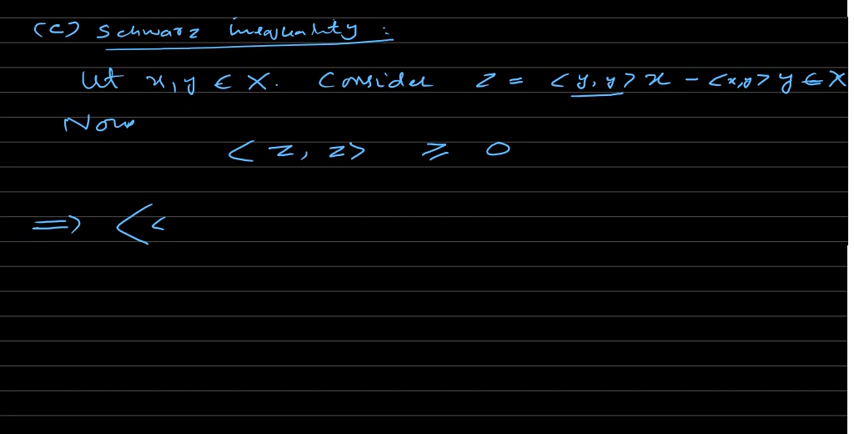 (c) Schwarz inequality :
Let x, y ∈ X. Consider z = <y, y> x - <x, y> y ∈ X
Now
<z, z> ≥ 0
⟹ < <